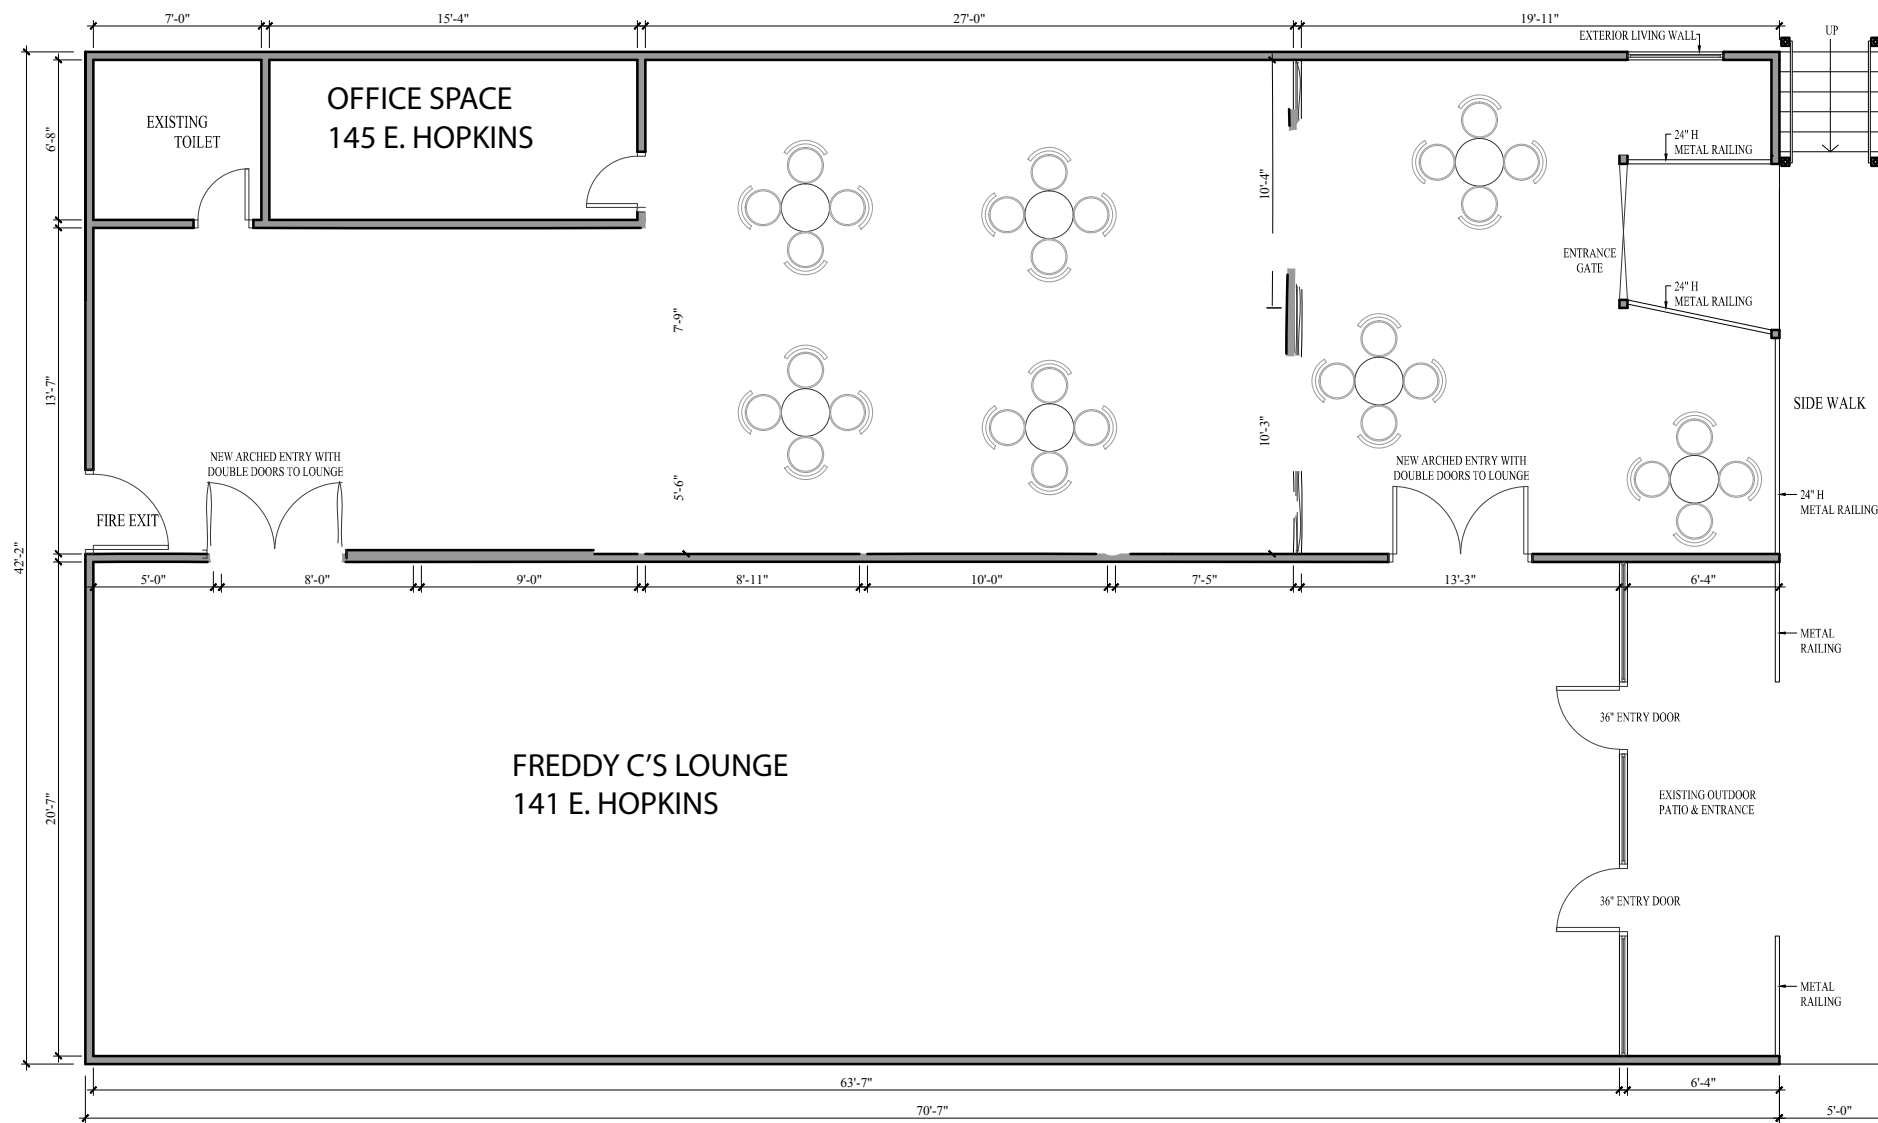 7'-0"
15'-4"
27'-0"
19'-11"
EXTERIOR LIVING WALL
UP
OFFICE SPACE
145 E. HOPKINS
EXISTING
TOILET
6'-8"
24" H
METAL RAILING
10'-4"
ENTRANCE
GATE
24" H
METAL RAILING
7'-9"
13'-7"
SIDE WALK
10'-3"
NEW ARCHED ENTRY WITH
DOUBLE DOORS TO LOUNGE
NEW ARCHED ENTRY WITH
DOUBLE DOORS TO LOUNGE
5'-6"
24" H
METAL RAILING
FIRE EXIT
42'-2"
5'-0"
8'-0"
9'-0"
8'-11"
10'-0"
7'-5"
13'-3"
6'-4"
METAL
RAILING
36" ENTRY DOOR
FREDDY C'S LOUNGE
141 E. HOPKINS
20'-7"
EXISTING OUTDOOR
PATIO & ENTRANCE
36" ENTRY DOOR
METAL
RAILING
63'-7"
6'-4"
70'-7"
5'-0"